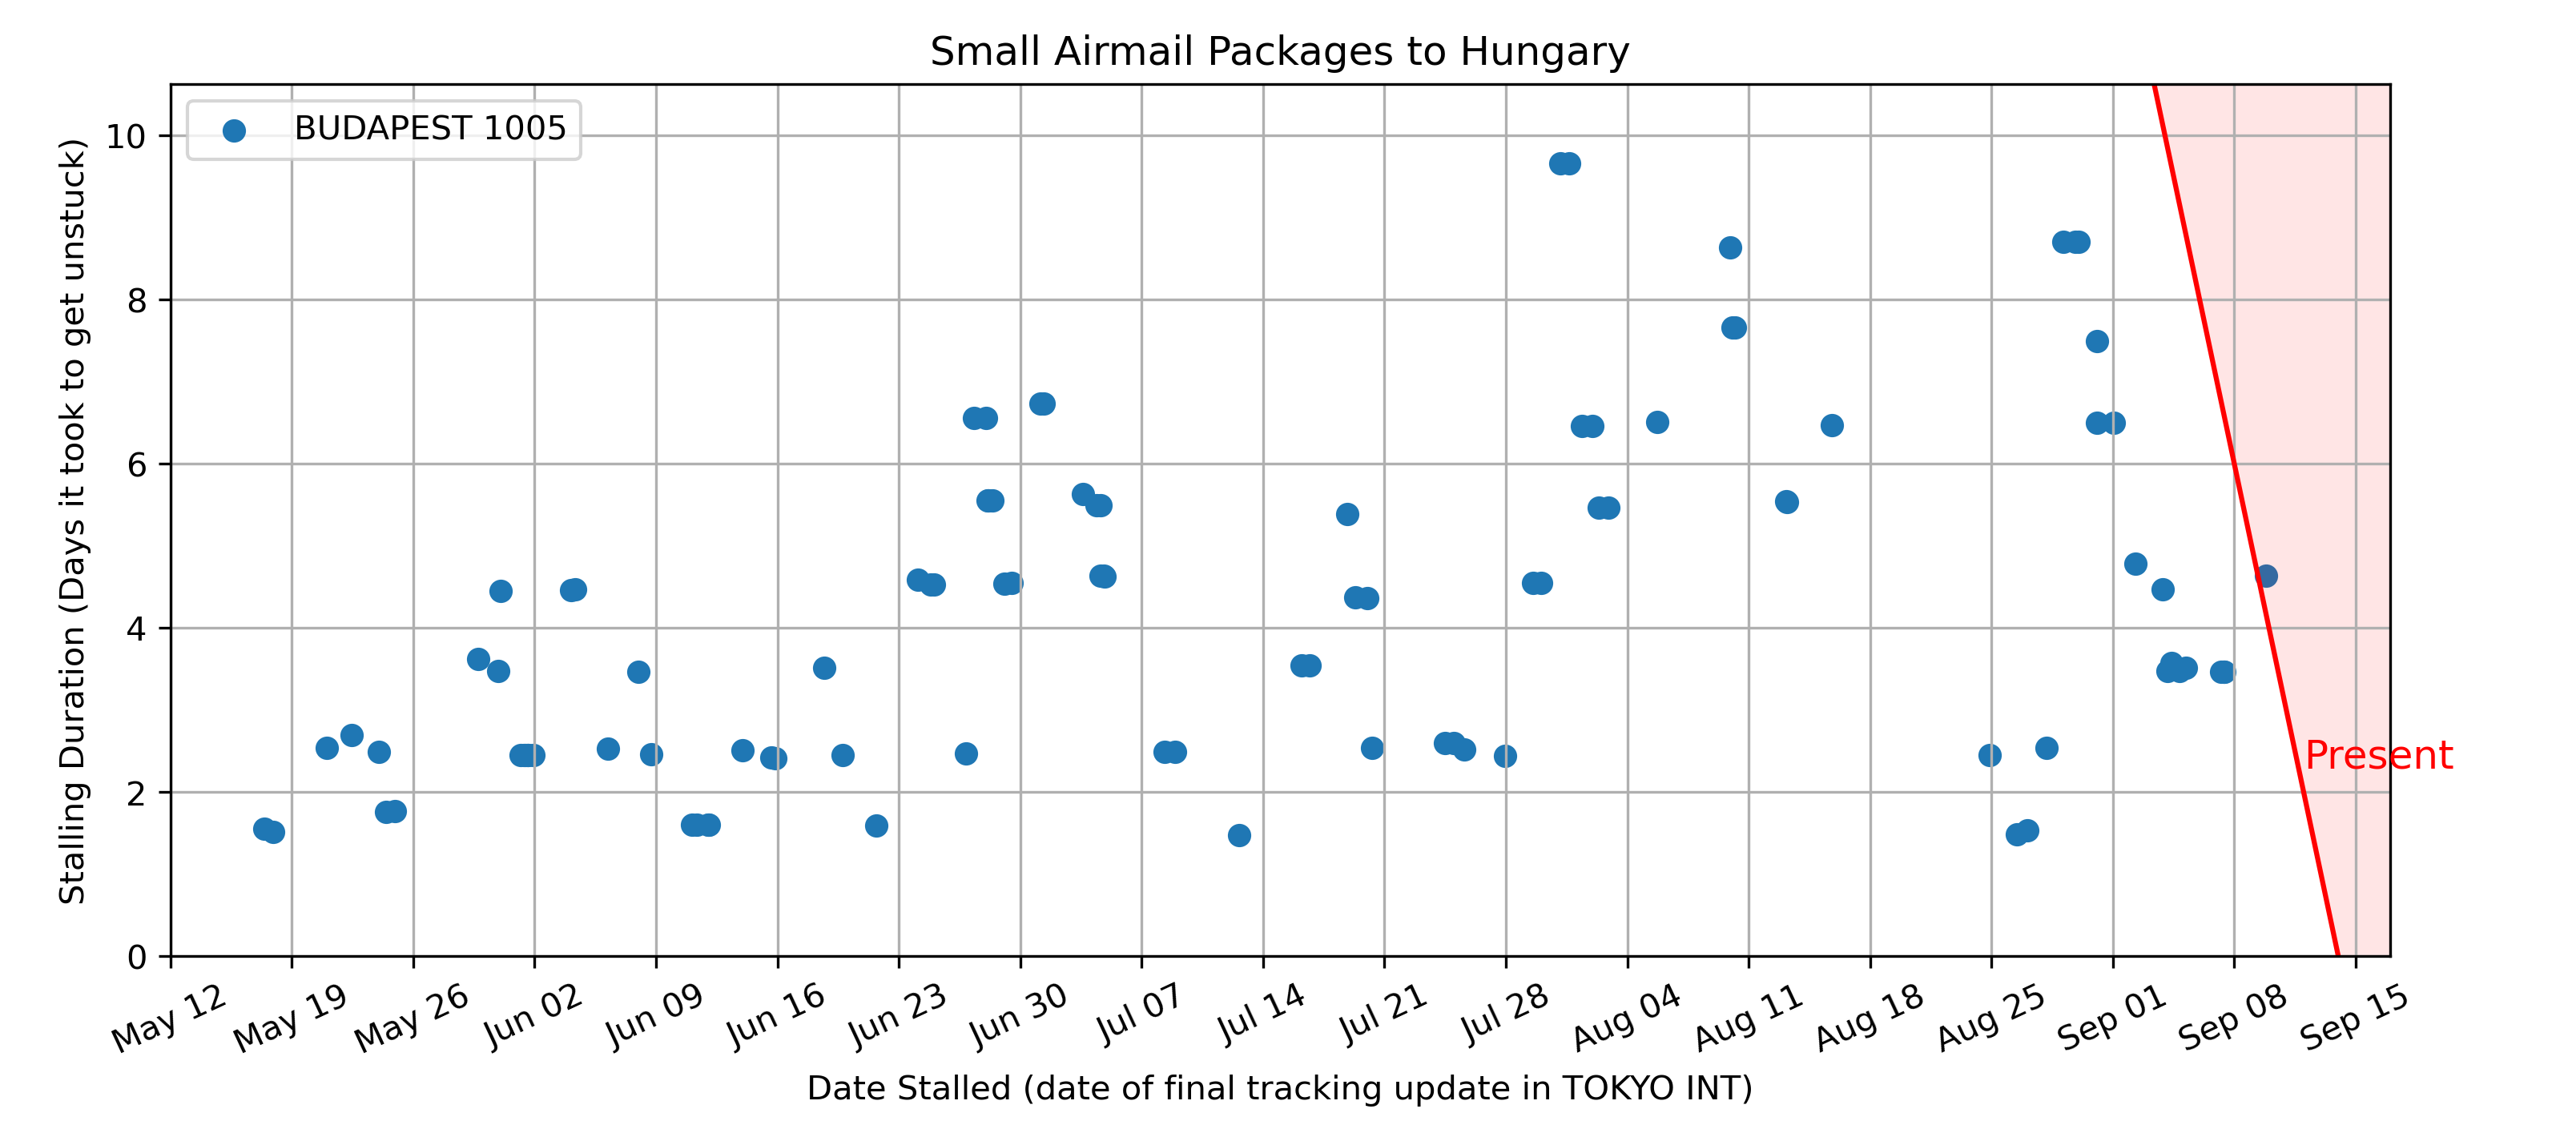 Small Airmail Packages to Hungary
BUDAPEST 1005
Stalling Duration (Days it took to get unstuck)
10
8
6
4
2
0
Present
May 12
May 19
May 26
Jun 02
Jun 09
Jun 16
Jun 23
Jun 30
Jul 07
Jul 14
Jul 21
Jul 28
Aug 04
Aug 11
Aug 18
Aug 25
Sep 01
Sep 08
Sep 15
Date Stalled (date of final tracking update in TOKYO INT)